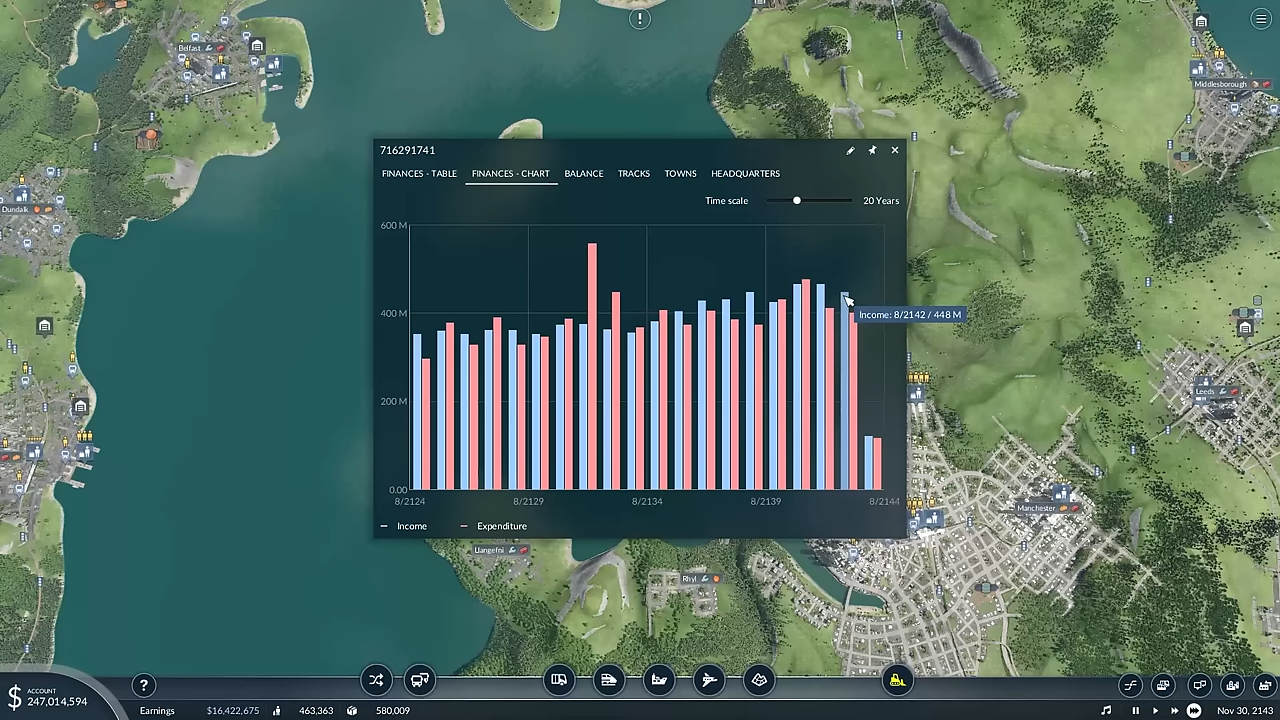 !
Belfast
Middlesborough
Dundalk
716291741
FINANCES - TABLE FINANCES - CHART BALANCE TRACKS TOWNS HEADQUARTERS
Time scale 20 Years
600 M
400 M
200 M
0.00
8/2124 8/2129 8/2134 8/2139 8/2144
Income: 8/2142 / 448 M
Income Expenditure
Leeds
Manchester
Llangefni
Rhyl
$ ACCOUNT
247,014,594
?
Earnings $16,422,675 463,363 580,009
Nov 30, 2143